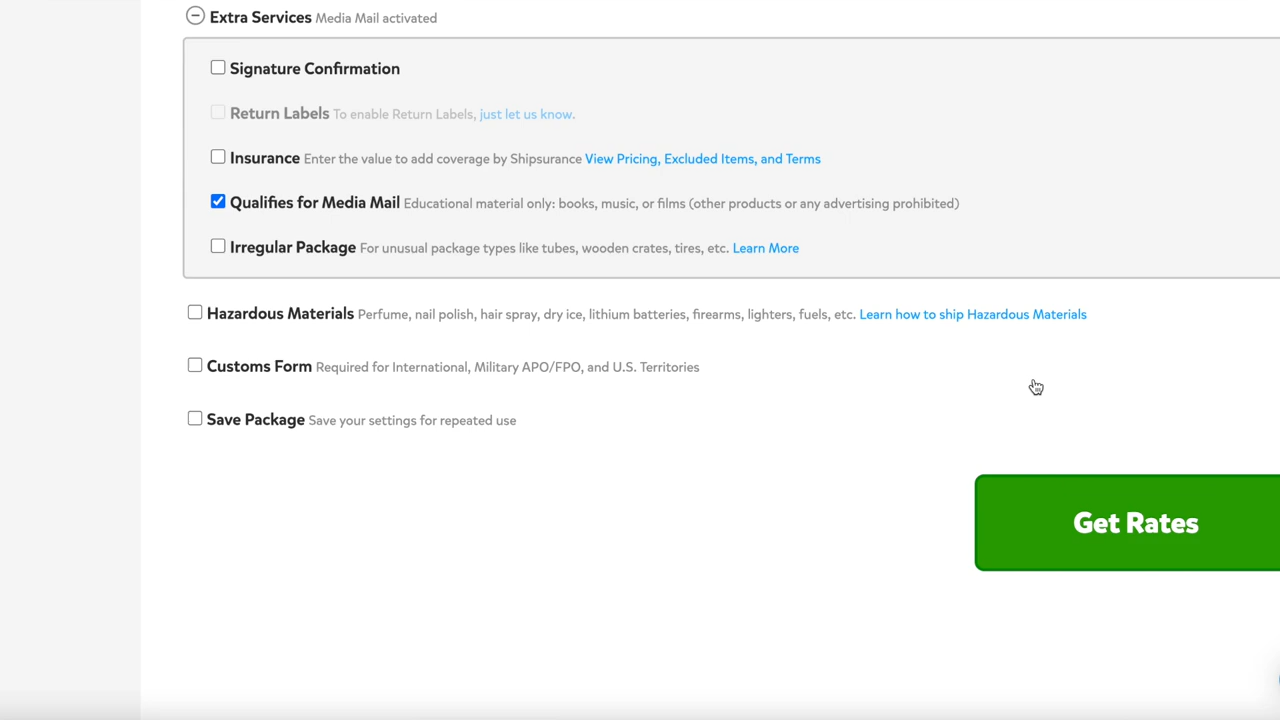 Extra Services Media Mail activated
Signature Confirmation
Return Labels To enable Return Labels, just let us know.
Insurance Enter the value to add coverage by Shipsurance View Pricing, Excluded Items, and Terms
Qualifies for Media Mail Educational material only: books, music, or films (other products or any advertising prohibited)
Irregular Package For unusual package types like tubes, wooden crates, tires, etc. Learn More
Hazardous Materials Perfume, nail polish, hair spray, dry ice, lithium batteries, firearms, lighters, fuels, etc. Learn how to ship Hazardous Materials
Customs Form Required for International, Military APO/FPO, and U.S. Territories
Save Package Save your settings for repeated use
Get Rates